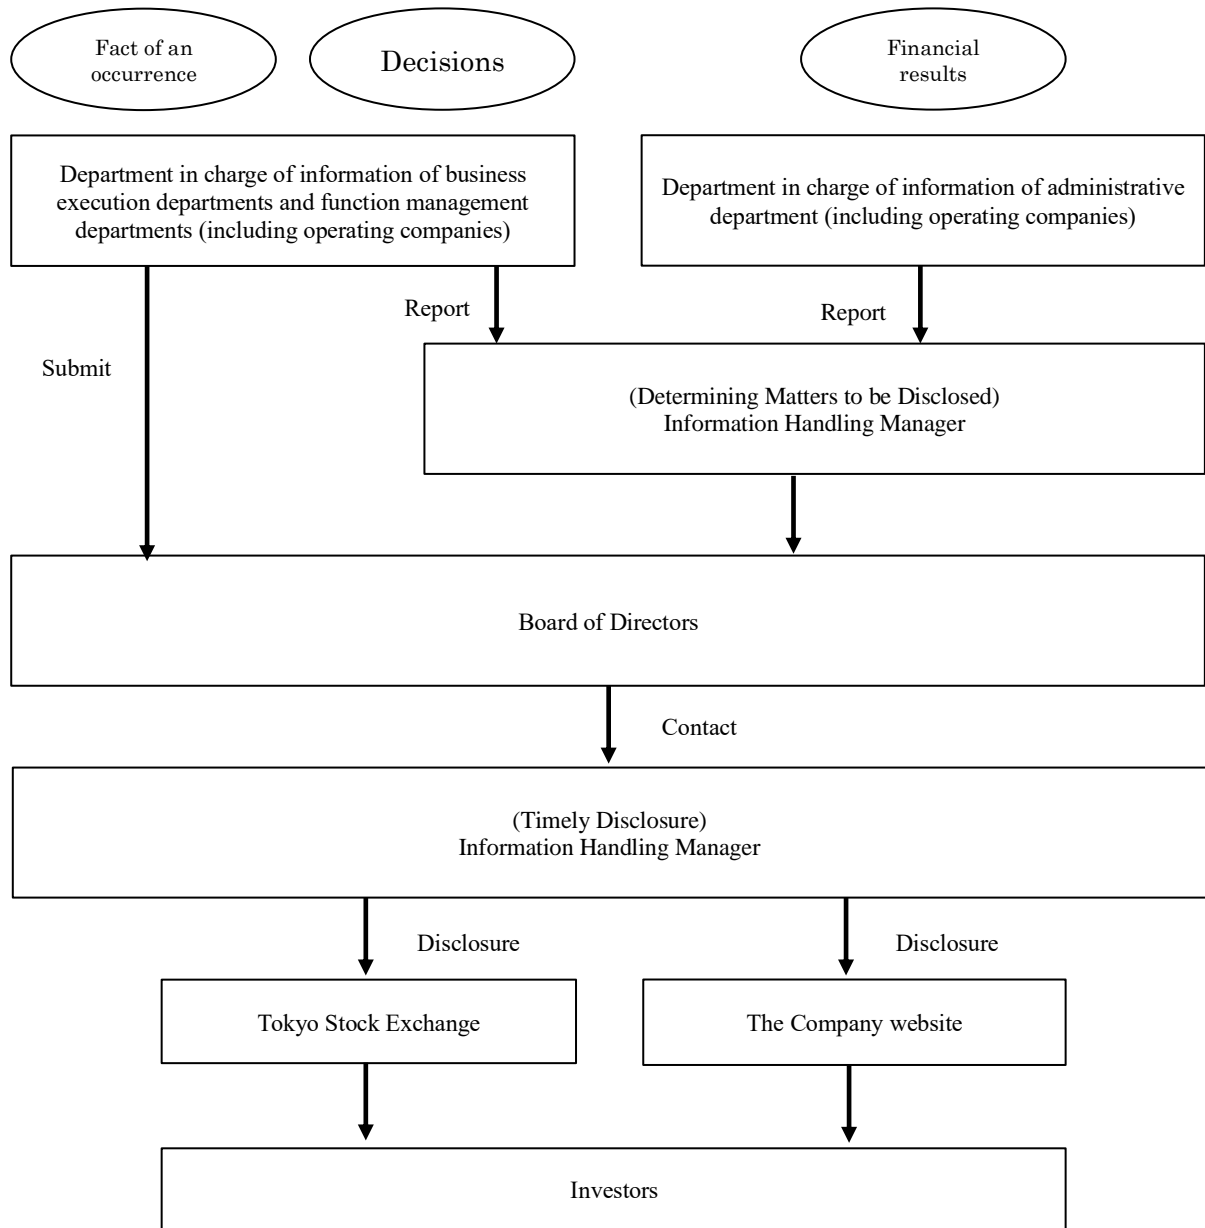 Fact of an
occurrence
Decisions
Financial
results
Department in charge of information of business
execution departments and function management
departments (including operating companies)
Department in charge of information of administrative
department (including operating companies)
Report
Report
Submit
(Determining Matters to be Disclosed)
Information Handling Manager
Board of Directors
Contact
(Timely Disclosure)
Information Handling Manager
Disclosure
Disclosure
Tokyo Stock Exchange
The Company website
Investors